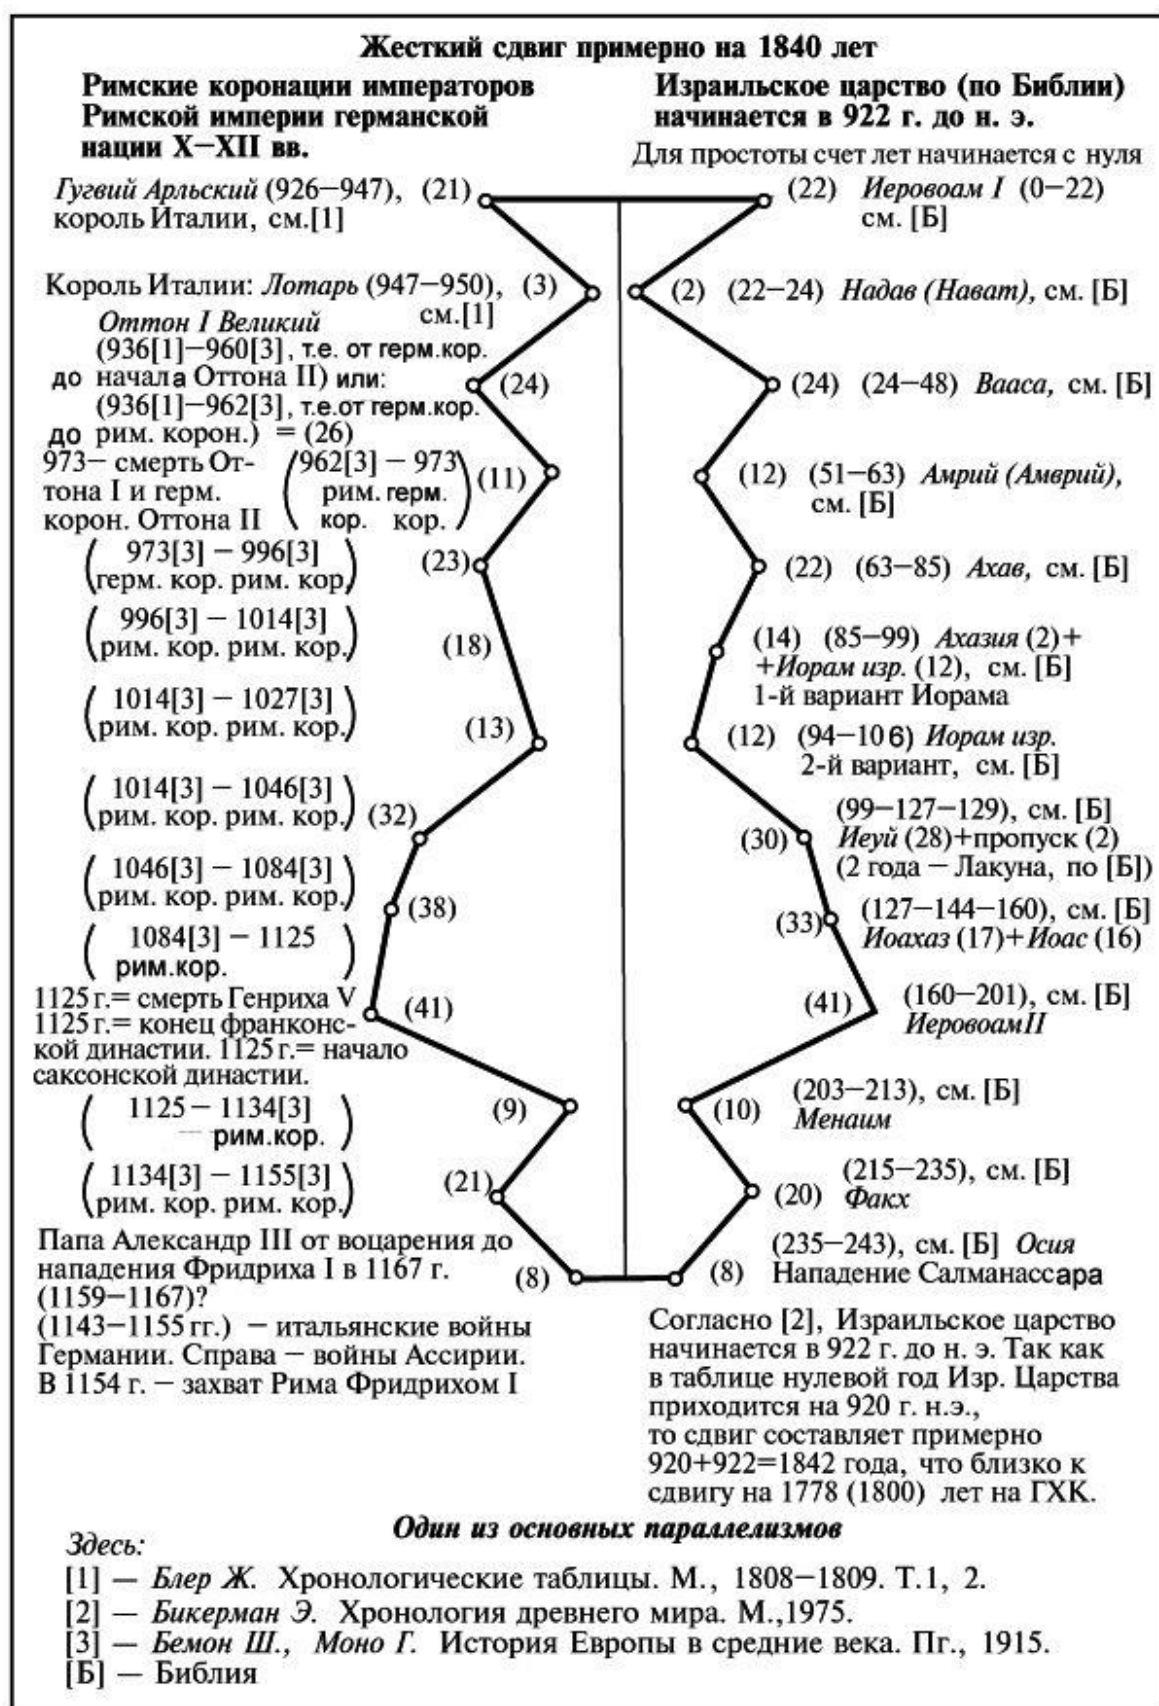 Жесткий сдвиг примерно на 1840 лет
Римские коронации императоров
Римской империи германской
нации X—XII вв.
Израильское царство (по Библии)
начинается в 922 г. до н. э.
Для простоты счет лет начинается с нуля
Гугвий Арльский (926—947), (21)
король Италии, см.[1]
(22) Иеровоам I (0—22)
см. [Б]
Король Италии: Лотарь (947—950), (3)
см.[1]
(2) (22—24) Надав (Нават), см. [Б]
Оттон I Великий
(936[1]—960[3], т.е. от герм.кор.
до начала Оттона II) или:
(936[1]—962[3], т.е.от герм.кор.
до рим. корон.) = (26)
(24)
(24) (24—48) Вааса, см. [Б]
973— смерть От-
тона I и герм.
корон. Оттона II
(962[3] — 973
рим. герм.
кор. кор.)
(11)
(12) (51—63) Амрий (Амврий),
см. [Б]
(973[3] — 996[3]
герм. кор. рим. кор)
(23)
(22) (63—85) Ахав, см. [Б]
(996[3] — 1014[3]
рим. кор. рим. кор.)
(18)
(14) (85—99) Ахазия (2)+
+Иорам изр. (12), см. [Б]
1-й вариант Иорама
(1014[3] — 1027[3]
рим. кор. рим. кор.)
(13)
(12) (94—106) Иорам изр.
2-й вариант, см. [Б]
(1014[3] — 1046[3]
рим. кор. рим. кор.)
(32)
(30)
(99—127—129), см. [Б]
Иеуй (28)+пропуск (2)
(2 года — Лакуна, по [Б])
(1046[3] — 1084[3]
рим. кор. рим. кор.)
(38)
(33)
(127—144—160), см. [Б]
Иоахаз (17)+Иоас (16)
(1084[3] — 1125
рим.кор.)
1125 г.= смерть Генриха V
1125 г.= конец франконс-
кой династии. 1125 г.= начало
саксонской династии.
(41)
(41)
(160—201), см. [Б]
Иеровоам II
(1125 — 1134[3]
— рим.кор.)
(9)
(10)
(203—213), см. [Б]
Менаим
(1134[3] — 1155[3]
рим. кор. рим. кор.)
(21)
(20)
(215—235), см. [Б]
Факх
Папа Александр III от воцарения до
нападения Фридриха I в 1167 г.
(1159—1167)?
(1143—1155 гг.) — итальянские войны
Германии. Справа — войны Ассирии.
В 1154 г. — захват Рима Фридрихом I
(8)
(8)
(235—243), см. [Б] Осия
Нападение Салманассара
Согласно [2], Израильское царство
начинается в 922 г. до н. э. Так как
в таблице нулевой год Изр. Царства
приходится на 920 г. н.э.,
то сдвиг составляет примерно
920+922=1842 года, что близко к
сдвигу на 1778 (1800) лет на ГХК.
Один из основных параллелизмов
Здесь:
[1] — Блер Ж. Хронологические таблицы. М., 1808—1809. Т.1, 2.
[2] — Бикерман Э. Хронология древнего мира. М.,1975.
[3] — Бемон Ш., Моно Г. История Европы в средние века. Пг., 1915.
[Б] — Библия